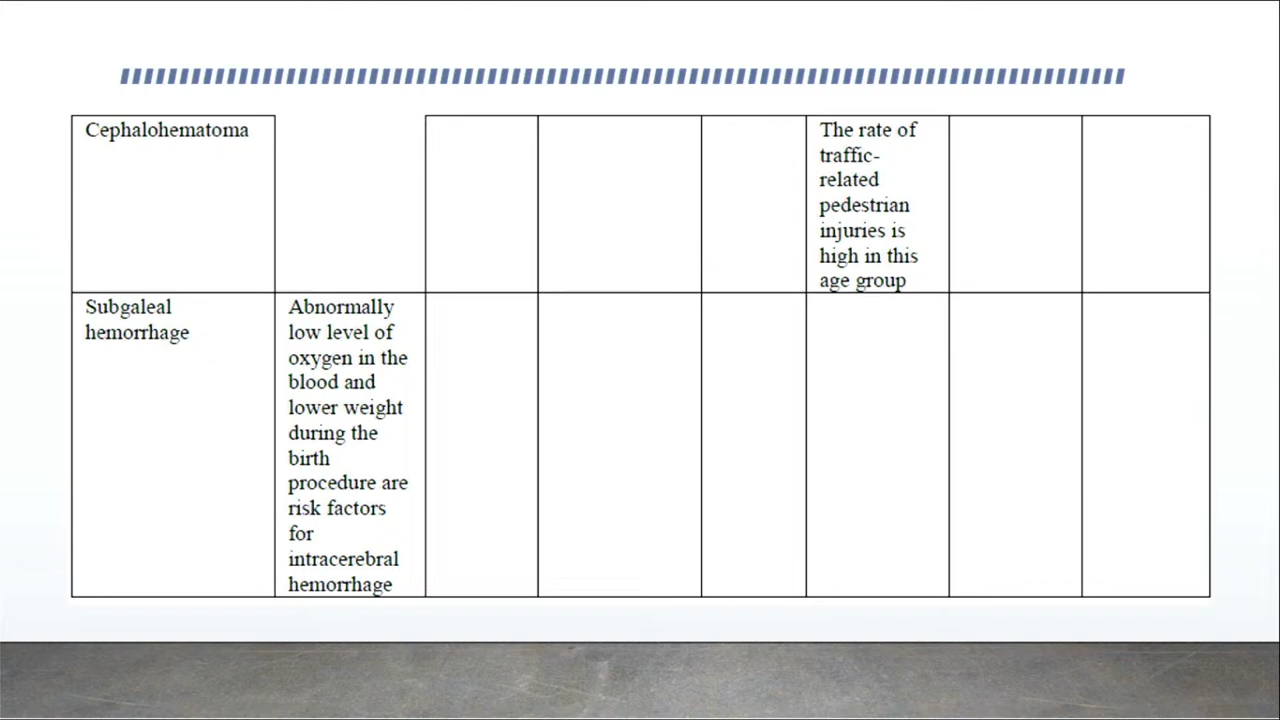 Cephalohematoma
The rate of
traffic-
related
pedestrian
injuries is
high in this
age group
Subgaleal
hemorrhage
Abnormally
low level of
oxygen in the
blood and
lower weight
during the
birth
procedure are
risk factors
for
intracerebral
hemorrhage